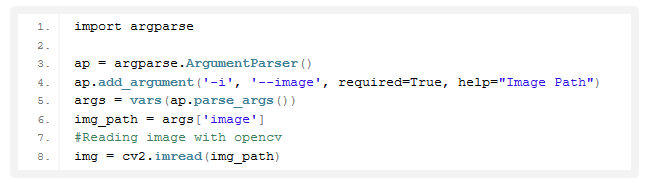 1. import argparse
2.
3. ap = argparse.ArgumentParser()
4. ap.add_argument('-i', '--image', required=True, help="Image Path")
5. args = vars(ap.parse_args())
6. img_path = args['image']
7. #Reading image with opencv
8. img = cv2.imread(img_path)